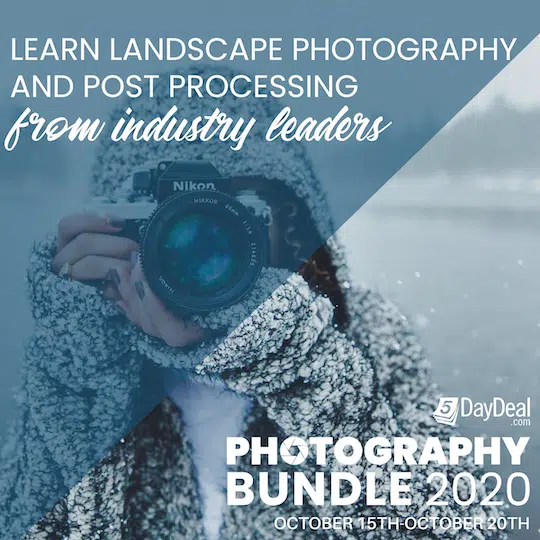 LEARN LANDSCAPE PHOTOGRAPHY
AND POST PROCESSING
from industry leaders
Nikon
NIKKOR
5DayDeal
.com
PHOTOGRAPHY
BUNDLE 2020
OCTOBER 15TH-OCTOBER 20TH